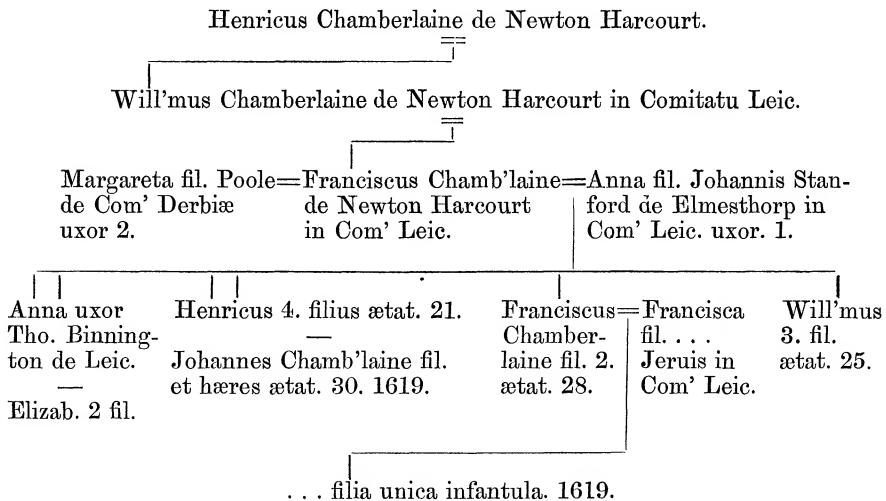 Henricus Chamberlaine de Newton Harcourt.
Will'mus Chamberlaine de Newton Harcourt in Comitatu Leic.
Margareta fil. Poole=Franciscus Chamb'laine=Anna fil. Johannis Stan-
de Com' Derbiæ
uxor 2.
de Newton Harcourt
in Com' Leic.
ford de Elmesthorp in
Com' Leic. uxor. 1.
Anna uxor
Tho. Binning-
ton de Leic.
—
Elizab. 2 fil.
Henricus 4. filius ætat. 21.
—
Johannes Chamb'laine fil.
et hæres ætat. 30. 1619.
Franciscus=Francisca
Chamber-
laine fil. 2.
ætat. 28.
fil. . . .
Jeruis in
Com' Leic.
Will'mus
3. fil.
ætat. 25.
. . . filia unica infantula. 1619.